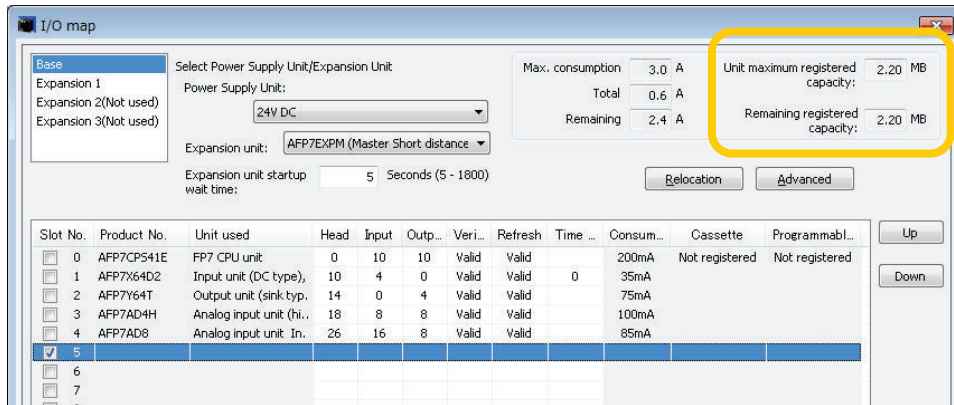 I/O map
Base
Expansion 1
Expansion 2(Not used)
Expansion 3(Not used)
Select Power Supply Unit/Expansion Unit
Power Supply Unit:
24V DC
Expansion unit: AFP7EXPM (Master Short distance
Expansion unit startup wait time: 5 Seconds (5 - 1800)
Max. consumption 3.0 A
Total 0.6 A
Remaining 2.4 A
Unit maximum registered capacity: 2.20 MB
Remaining registered capacity: 2.20 MB
Relocation Advanced
Slot No. Product No. Unit used Head Input Outp... Veri... Refresh Time ... Consum... Cassette Programmabl...
0 AFP7CPS41E FP7 CPU unit 0 10 10 Valid Valid 200mA Not registered Not registered
1 AFP7X64D2 Input unit (DC type), 10 4 0 Valid Valid 0 35mA
2 AFP7Y64T Output unit (sink typ. 14 0 4 Valid Valid 75mA
3 AFP7AD4H Analog input unit (hi.. 18 8 8 Valid Valid 100mA
4 AFP7AD8 Analog input unit In. 26 16 8 Valid Valid 85mA
5
6
7
Up
Down